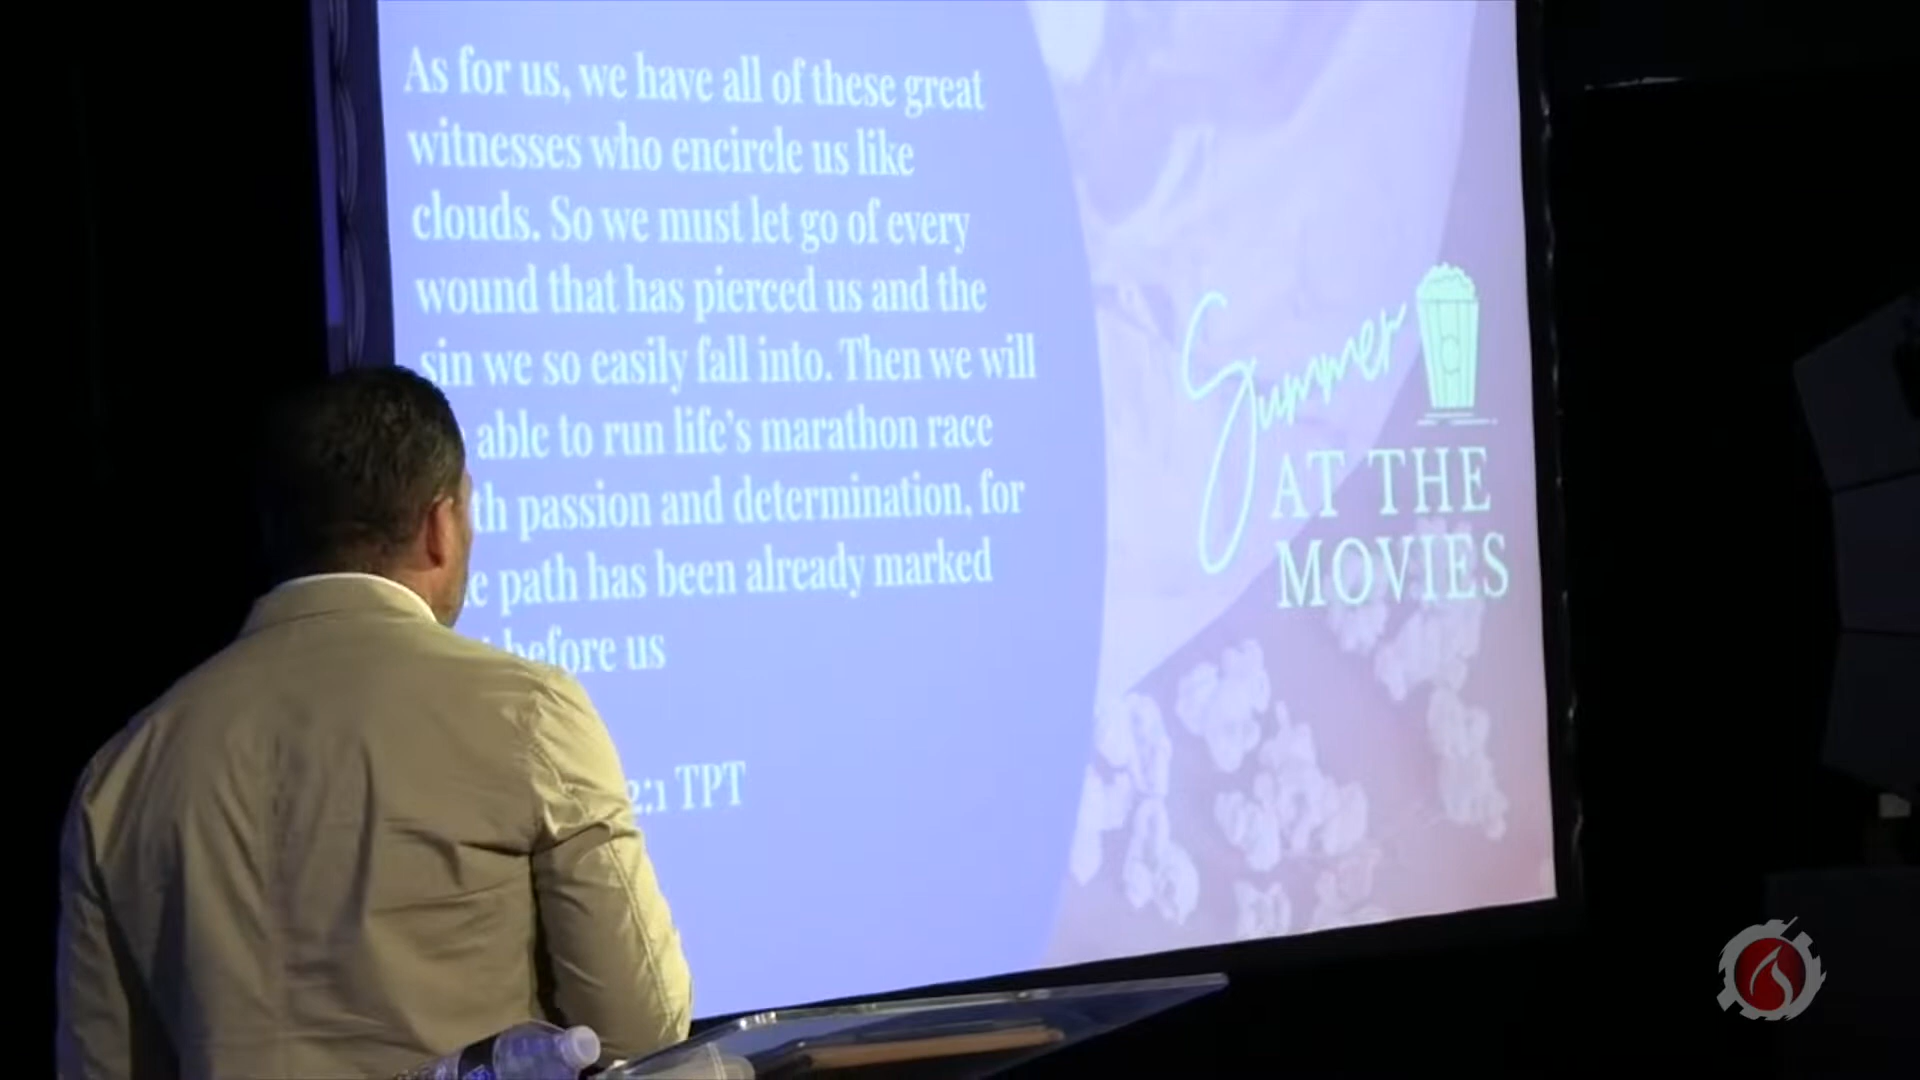 As for us, we have all of these great
witnesses who encircle us like
clouds. So we must let go of every
wound that has pierced us and the
sin we so easily fall into. Then we will
able to run life's marathon race
passion and determination, for
path has been already marked
before us
2:1 TPT
Summer
AT THE
MOVIES